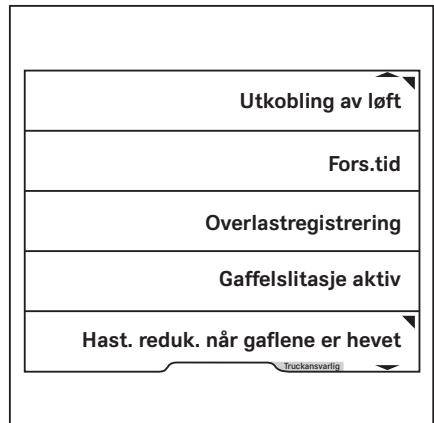 Utkobling av løft
Fors.tid
Overlastregistrering
Gaffelslitasje aktiv
Hast. reduk. når gaflene er hevet
Truckansvarlig